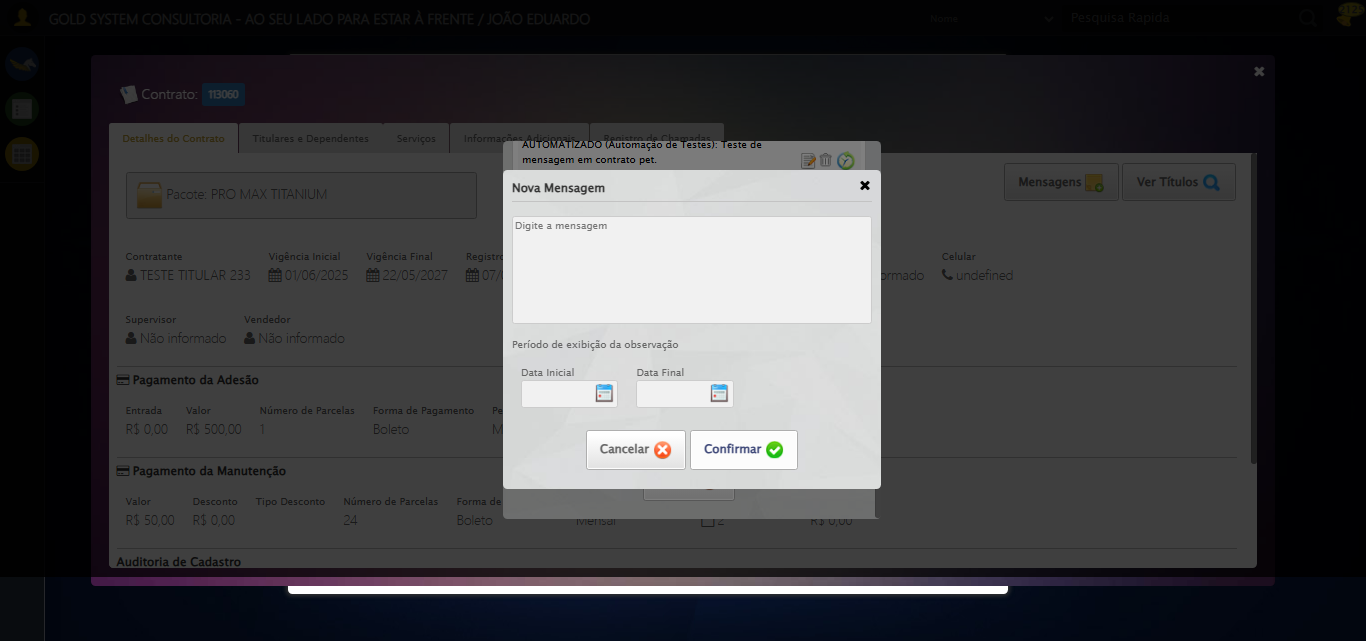 GOLD SYSTEM CONSULTORIA - AO SEU LADO PARA ESTAR À FRENTE / JOÃO EDUARDO
Nome
Pesquisa Rapida
Contrato: 113060
Detalhes do Contrato
Titulares e Dependentes
Serviços
Informações Adicionais
Registro de Chamadas
AUTOMATIZADO (Automação de Testes): Teste de
mensagem em contrato pet.
Pacote: PRO MAX TITANIUM
Mensagens
Ver Títulos
Nova Mensagem
Digite a mensagem
Período de exibição da observação
Data Inicial
Data Final
Cancelar
Confirmar
Contratante
Vigência Inicial
Vigência Final
Registro
Celular
TESTE TITULAR 233
01/06/2025
22/05/2027
07/
ormado
undefined
Supervisor
Vendedor
Não informado
Não informado
Pagamento da Adesão
Entrada
Valor
Número de Parcelas
Forma de Pagamento
Pe
R$ 0,00
R$ 500,00
1
Boleto
M
Pagamento da Manutenção
Valor
Desconto
Tipo Desconto
Número de Parcelas
Forma de
R$ 50,00
R$ 0,00
24
Boleto
Mensal
2
R$ 0,00
Auditoria de Cadastro